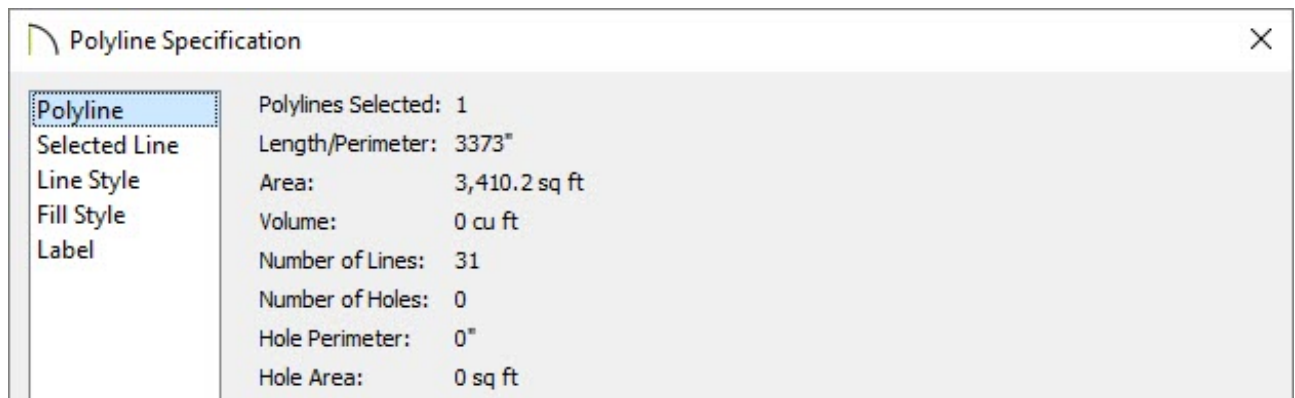 Polyline Specification
Polyline
Selected Line
Line Style
Fill Style
Label
Polylines Selected: 1
Length/Perimeter: 3373"
Area: 3,410.2 sq ft
Volume: 0 cu ft
Number of Lines: 31
Number of Holes: 0
Hole Perimeter: 0"
Hole Area: 0 sq ft